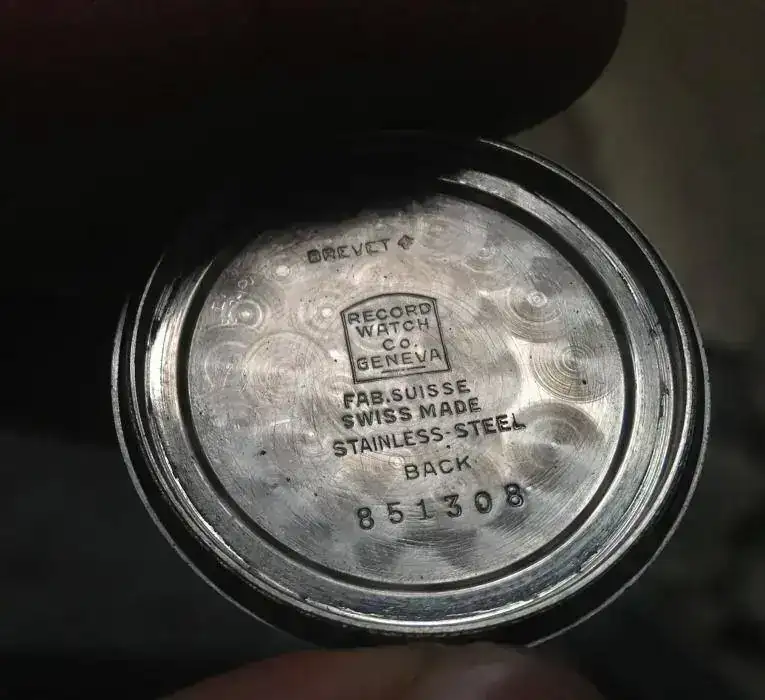 BREVET
RECORD
WATCH
Co.
GENEVA
FAB.SUISSE
SWISS MADE
STAINLESS-STEEL
BACK
851308